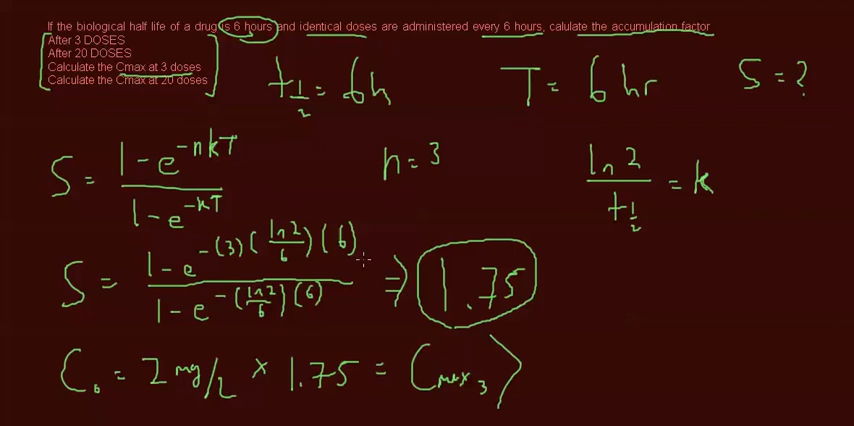 If the biological half life of a drug is 6 hours and identical doses are administered every 6 hours, calulate the accumulation factor
After 3 DOSES
After 20 DOSES
Calculate the Cmax at 3 doses
Calculate the Cmax at 20 doses
t 1/2 = 6h T = 6 hr S = ?
S = (1 - e^-nkT) / (1 - e^-kT) n = 3 ln 2 / t 1/2 = k
S = (1 - e^-(3)(ln2/6)(6)) / (1 - e^-(ln2/6)(6)) ⇒ 1.75
C₀ = 2 mg/L × 1.75 = Cmax 3